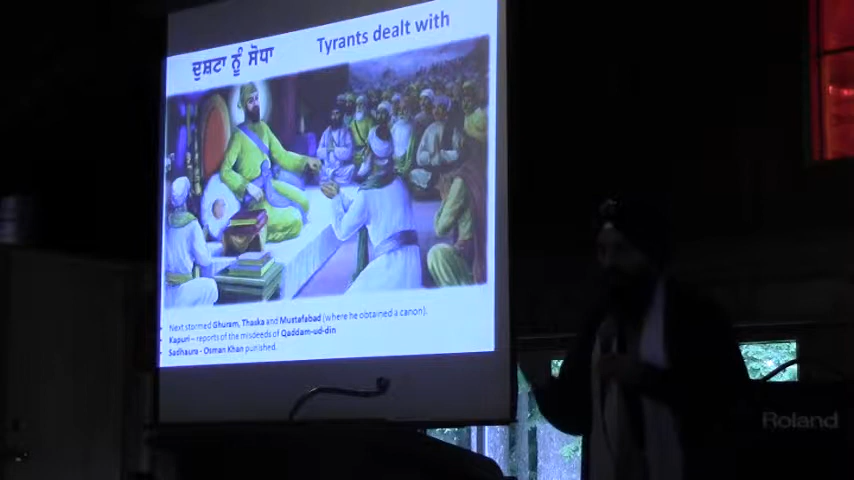 ਦੁਸ਼ਟਾ ਨੂੰ ਸੋਧਾ
Tyrants dealt with
Next stormed Ghuram, Thaska and Mustafabad (where he obtained a canon).
Kapuri – reports of the misdeeds of Qaddam-ud-din
Sadhaura - Osman Khan punished.
Roland